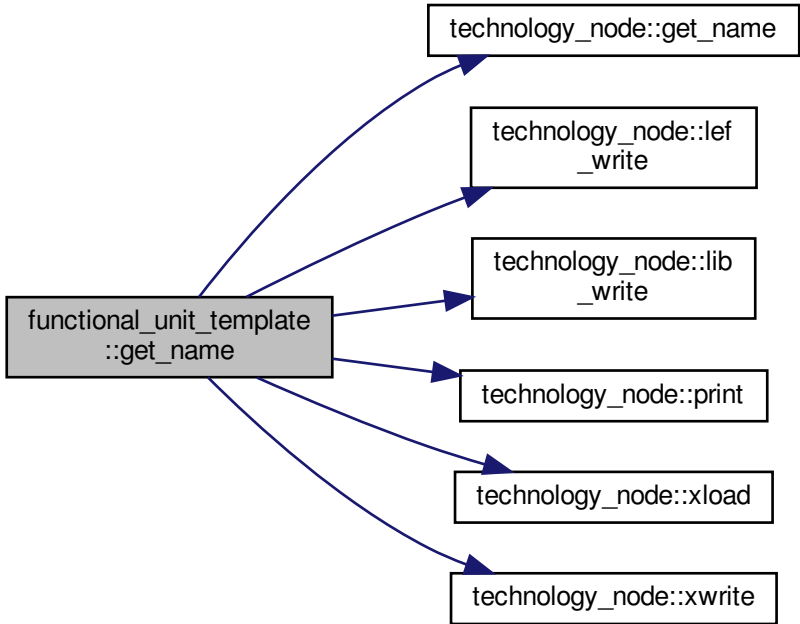 technology_node::get_name
technology_node::lef
_write
technology_node::lib
_write
functional_unit_template
::get_name
technology_node::print
technology_node::xload
technology_node::xwrite